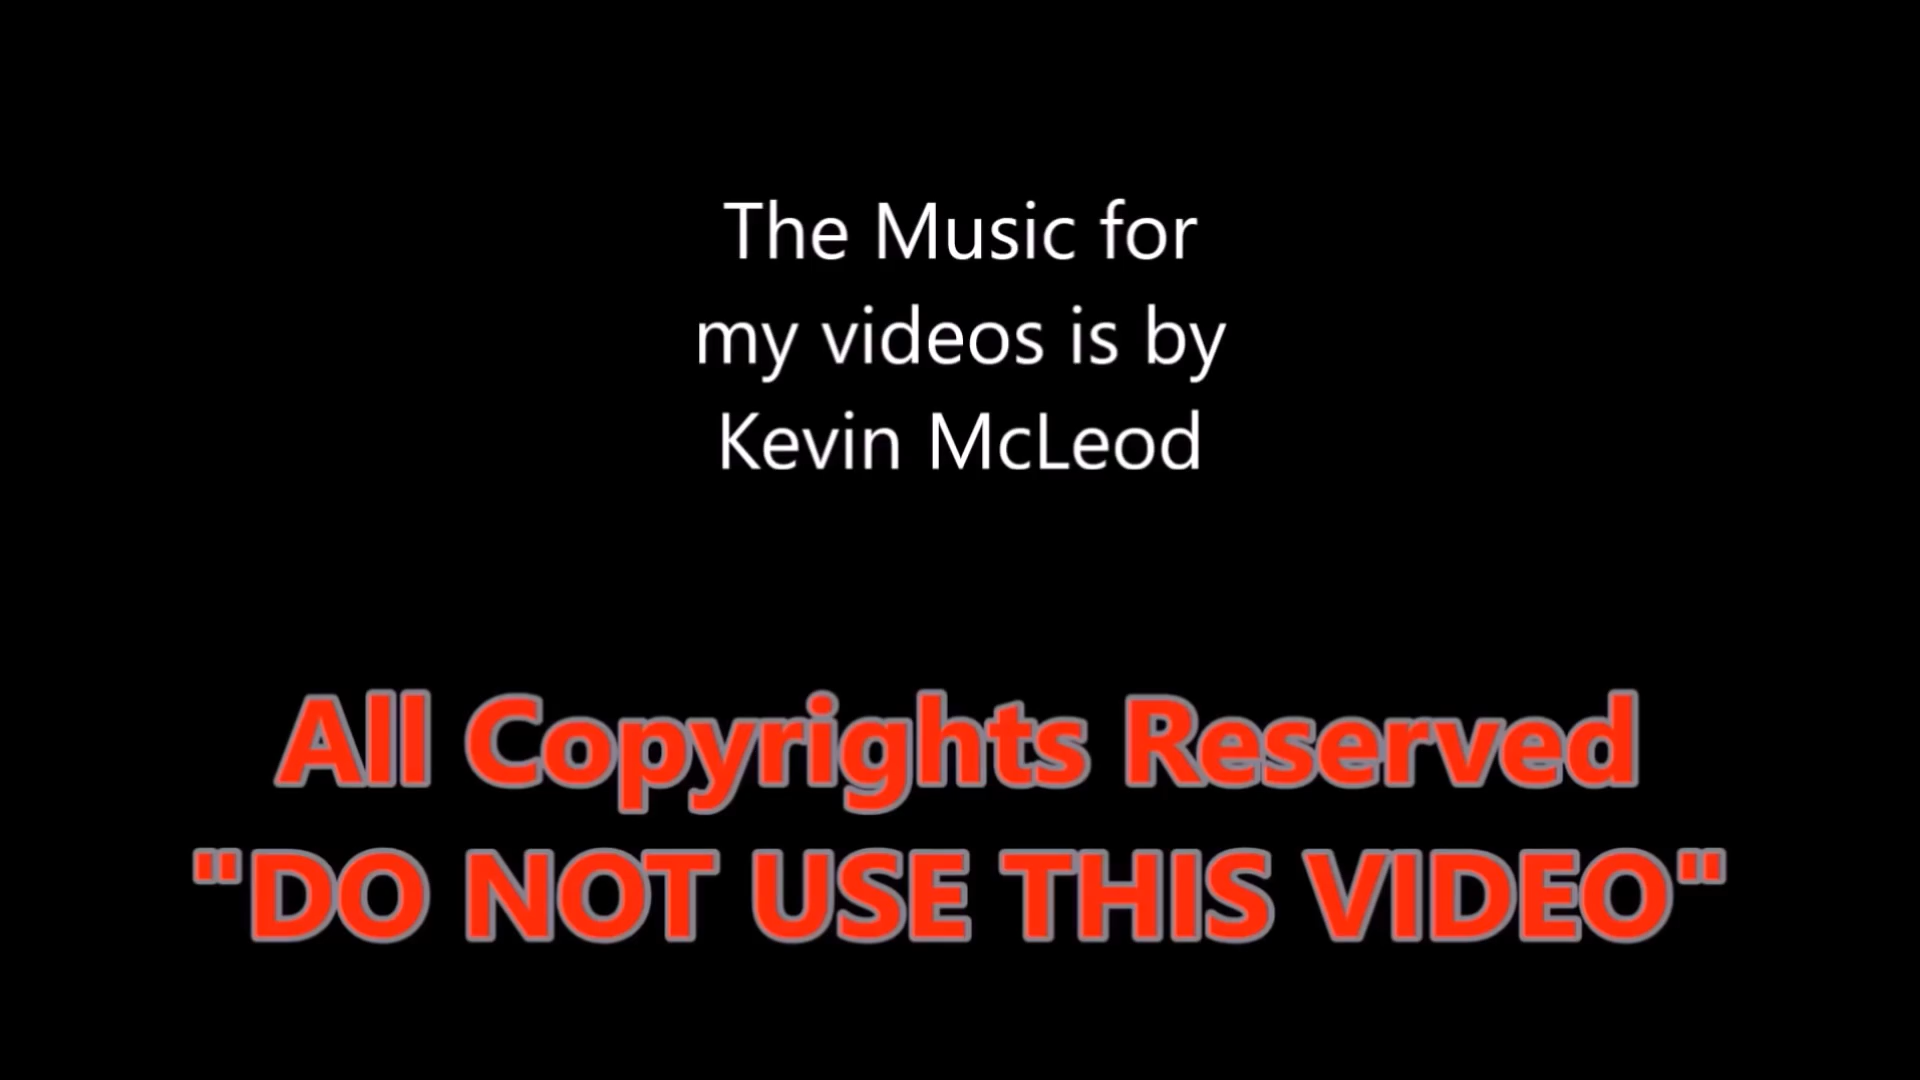 The Music for
my videos is by
Kevin McLeod
All Copyrights Reserved
"DO NOT USE THIS VIDEO"